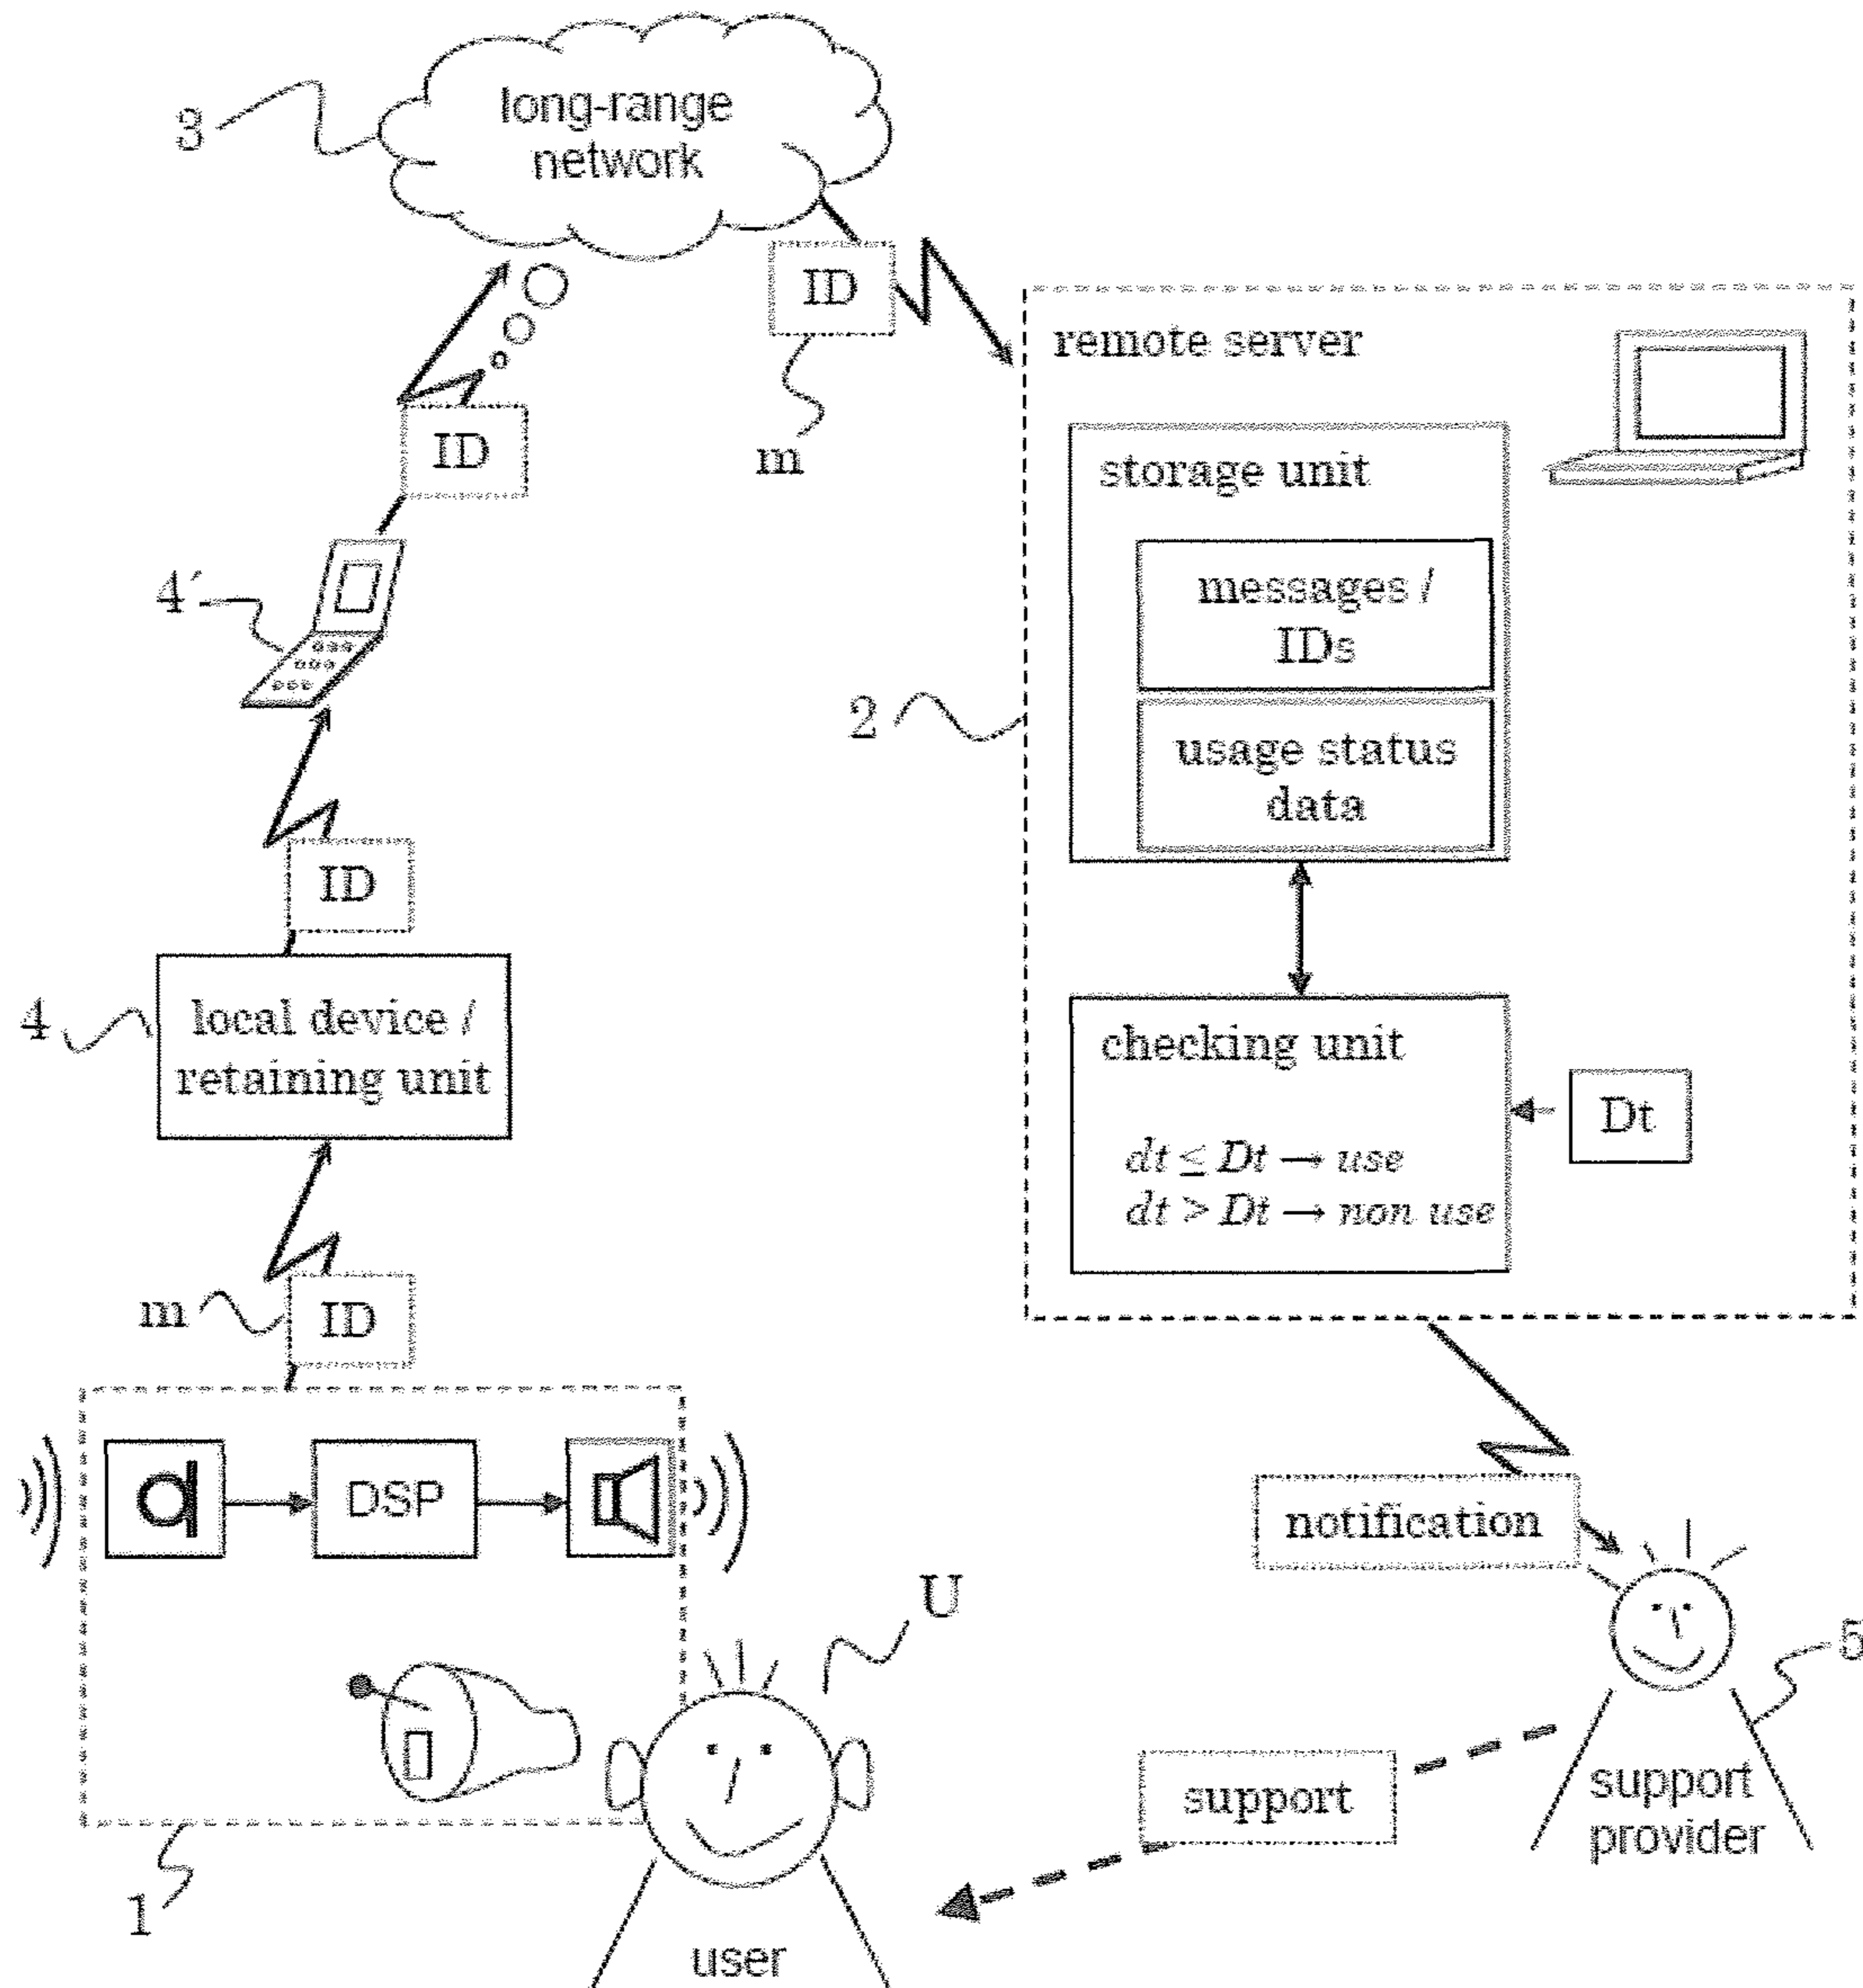 long-range
network
3
ID
m
ID
4´
ID
4
local device /
retaining unit
m
ID
DSP
U
1
user
remote server
storage unit
messages /
IDs
usage status
data
2
checking unit
dt ≤ Dt → use
dt > Dt → non use
Dt
notification
5
support
provider
support